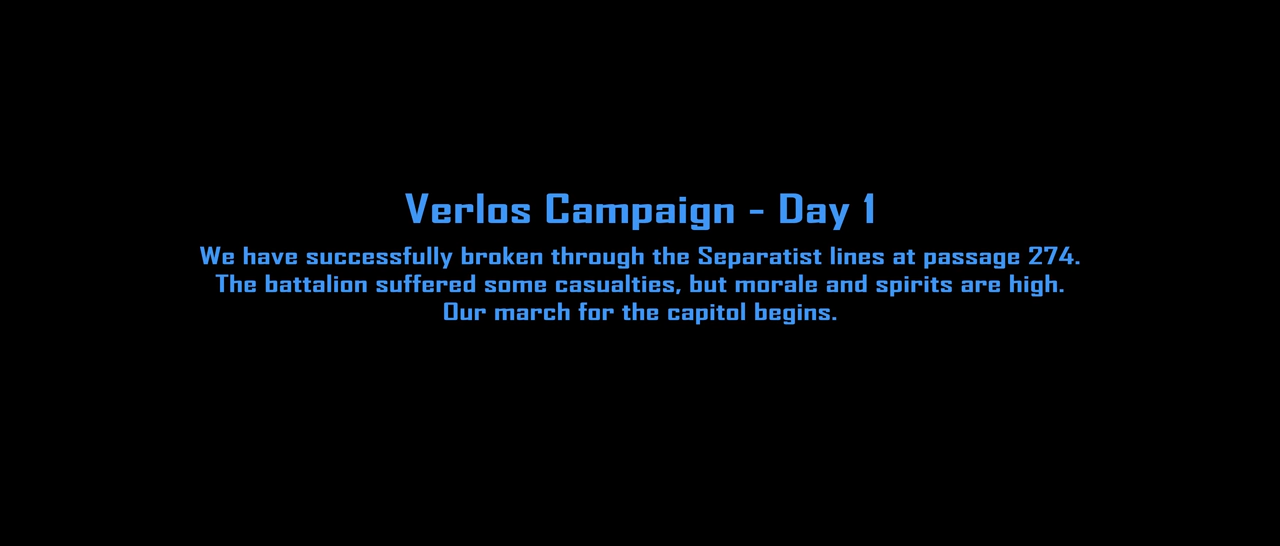 Verlos Campaign - Day 1
We have successfully broken through the Separatist lines at passage 274.
The battalion suffered some casualties, but morale and spirits are high.
Our march for the capitol begins.